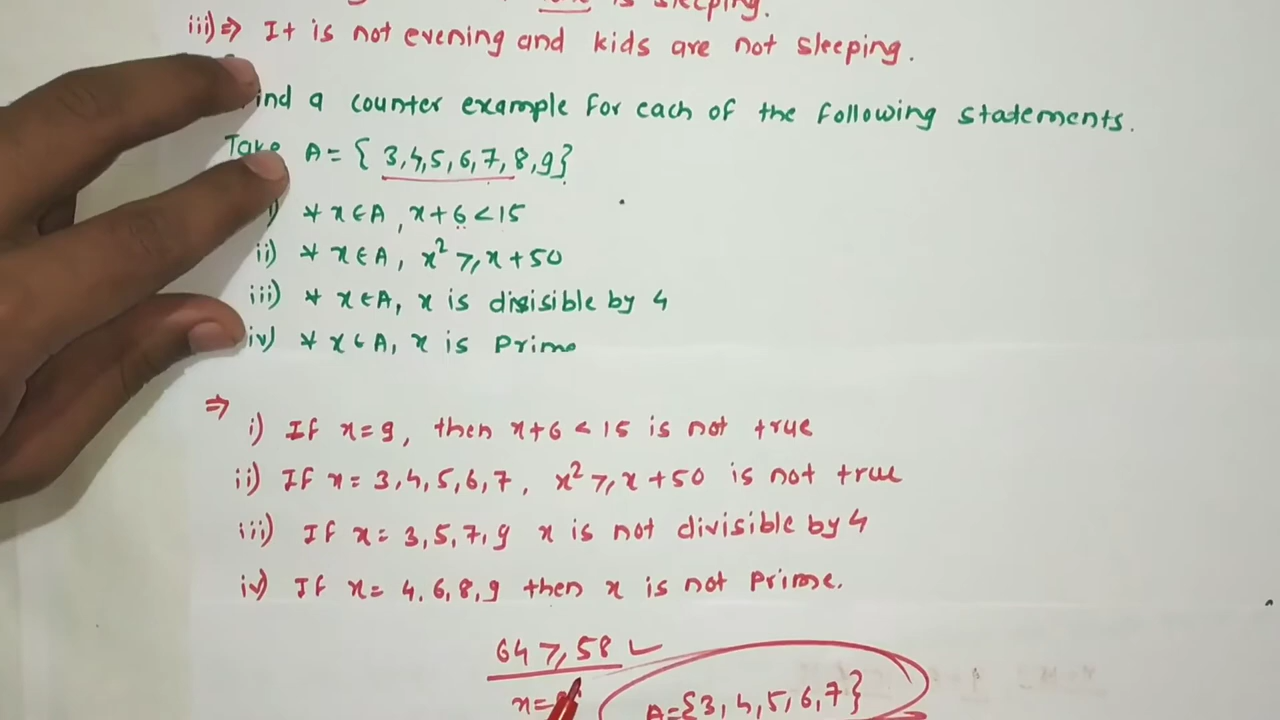 is sleeping.
iii) ⇒ It is not evening and kids are not sleeping.
ind a counter example for each of the following statements.
Take A = { 3,4,5,6,7,8,9}
i) ∀ x∈A, x+6 < 15
ii) ∀ x∈A, x² ≥ x+50
iii) ∀ x∈A, x is disisible by 4
iv) ∀ x∈A, x is Prime
⇒
i) If x=9, then x+6 < 15 is not true
ii) If x=3,4,5,6,7, x² ≥ x+50 is not true
iii) If x= 3,5,7,9 x is not divisible by 4
iv) If x= 4.6,8,9 then x is not Prime.
64 ≥ 58 ✓
x=
A={3,4,5,6,7}